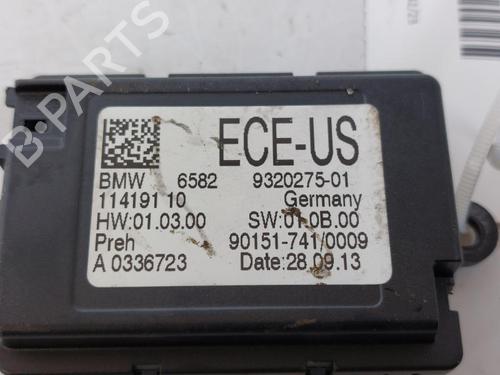 ECE-US
BMW 6582 9320275-01
114191 10 Germany
HW:01.03.00 SW:01.0B.00
Preh 90151-741/0009
A 0336723 Date:28.09.13